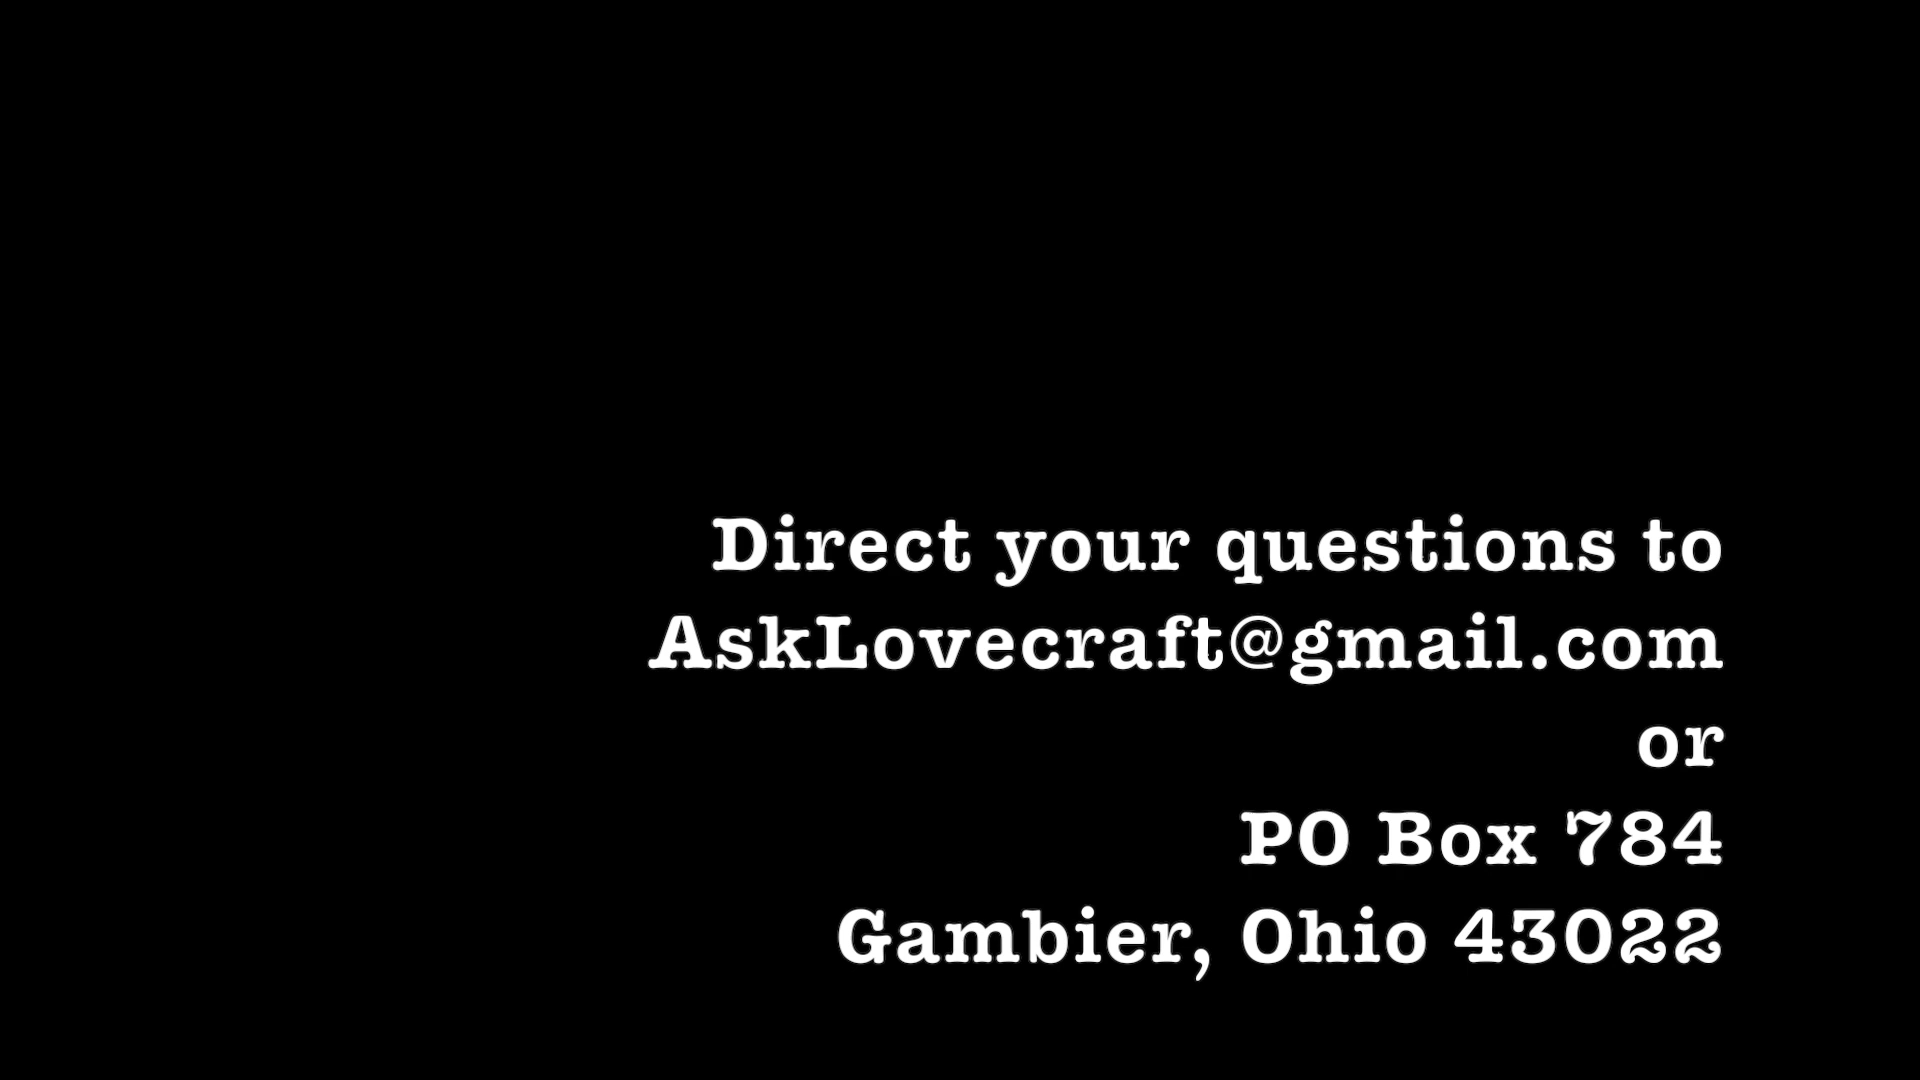 Direct your questions to
AskLovecraft@gmail.com
or
PO Box 784
Gambier, Ohio 43022